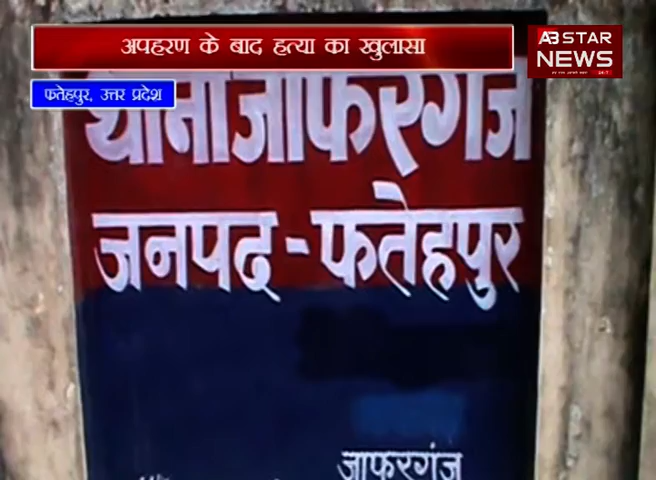 अपहरण के बाद हत्या का खुलासा
AB STAR
NEWS
फतेहपुर, उत्तर प्रदेश
थानाजाफरगंज
जनपद-फतेहपुर
जाफरगंज